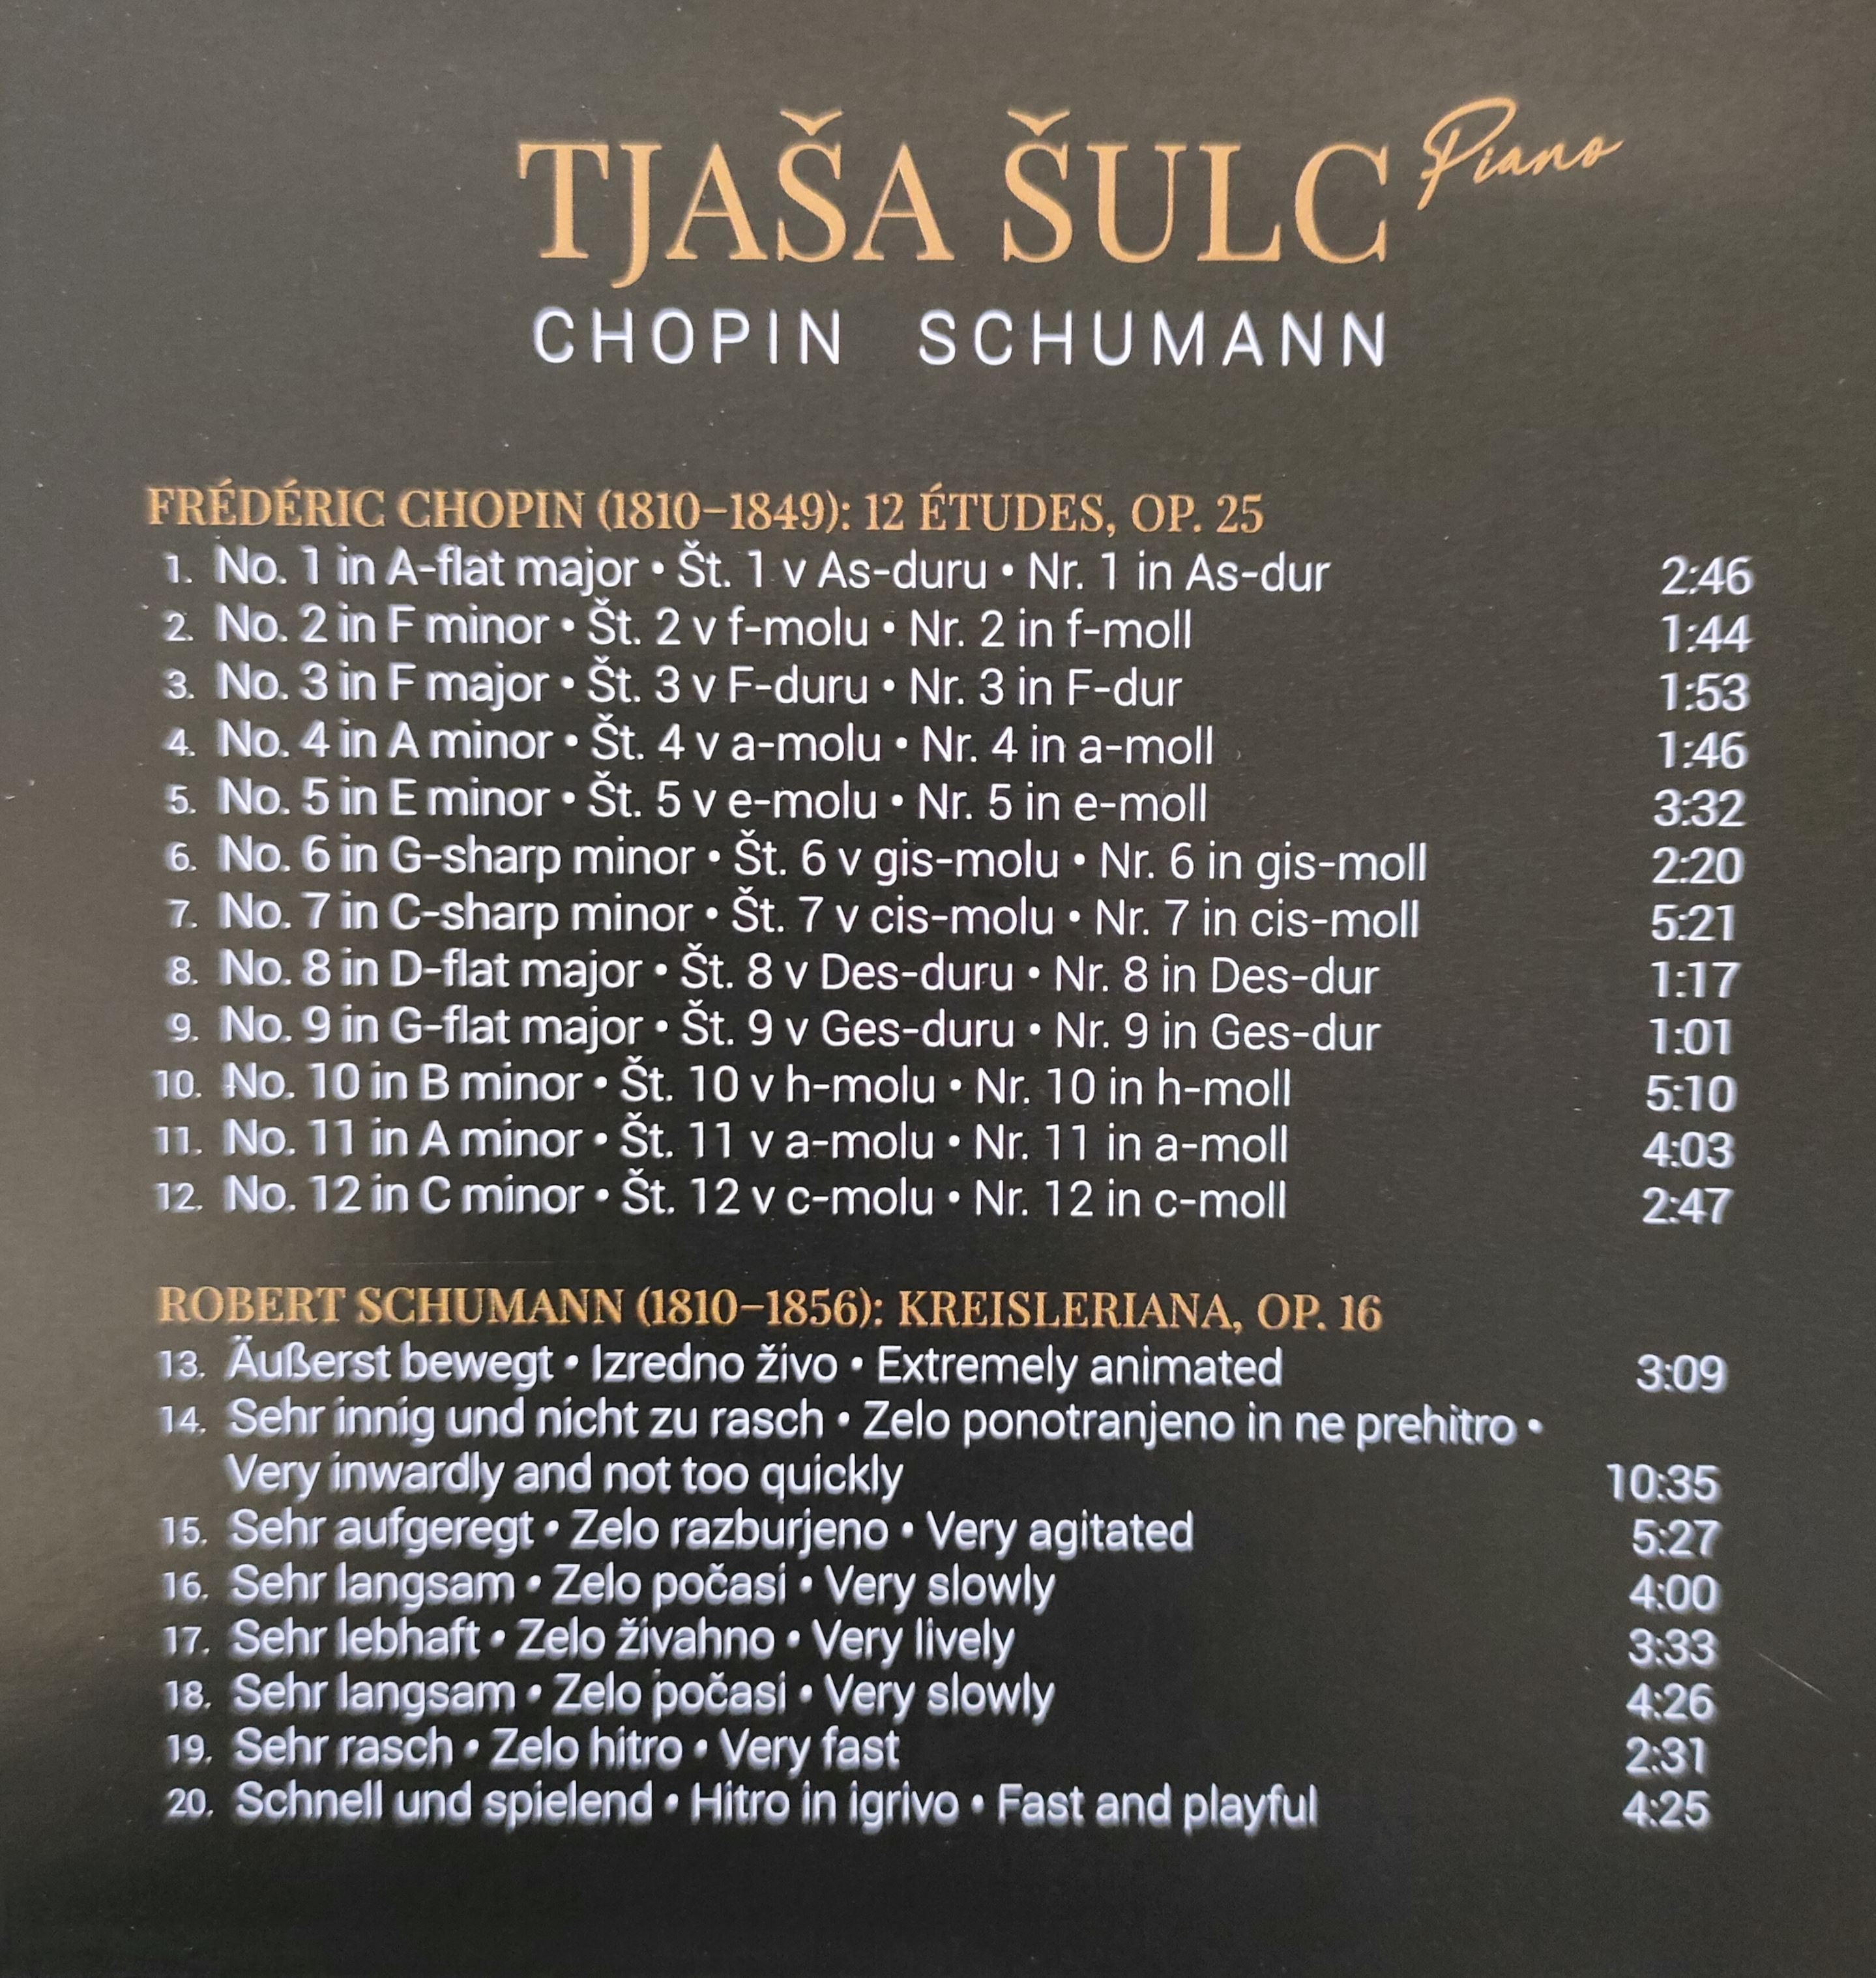 TJAŠA ŠULC Piano
CHOPIN SCHUMANN
FRÉDÉRIC CHOPIN (1810–1849): 12 ÉTUDES, OP. 25
1. No. 1 in A-flat major • Št. 1 v As-duru • Nr. 1 in As-dur 2:46
2. No. 2 in F minor • Št. 2 v f-molu • Nr. 2 in f-moll 1:44
3. No. 3 in F major • Št. 3 v F-duru • Nr. 3 in F-dur 1:53
4. No. 4 in A minor • Št. 4 v a-molu • Nr. 4 in a-moll 1:46
5. No. 5 in E minor • Št. 5 v e-molu • Nr. 5 in e-moll 3:32
6. No. 6 in G-sharp minor • Št. 6 v gis-molu • Nr. 6 in gis-moll 2:20
7. No. 7 in C-sharp minor • Št. 7 v cis-molu • Nr. 7 in cis-moll 5:21
8. No. 8 in D-flat major • Št. 8 v Des-duru • Nr. 8 in Des-dur 1:17
9. No. 9 in G-flat major • Št. 9 v Ges-duru • Nr. 9 in Ges-dur 1:01
10. No. 10 in B minor • Št. 10 v h-molu • Nr. 10 in h-moll 5:10
11. No. 11 in A minor • Št. 11 v a-molu • Nr. 11 in a-moll 4:03
12. No. 12 in C minor • Št. 12 v c-molu • Nr. 12 in c-moll 2:47
ROBERT SCHUMANN (1810–1856): KREISLERIANA, OP. 16
13. Äußerst bewegt • Izredno živo • Extremely animated 3:09
14. Sehr innig und nicht zu rasch • Zelo ponotranjeno in ne prehitro •
Very inwardly and not too quickly 10:35
15. Sehr aufgeregt • Zelo razburjeno • Very agitated 5:27
16. Sehr langsam • Zelo počasi • Very slowly 4:00
17. Sehr lebhaft • Zelo živahno • Very lively 3:33
18. Sehr langsam • Zelo počasi • Very slowly 4:26
19. Sehr rasch • Zelo hitro • Very fast 2:31
20. Schnell und spielend • Hitro in igrivo • Fast and playful 4:25